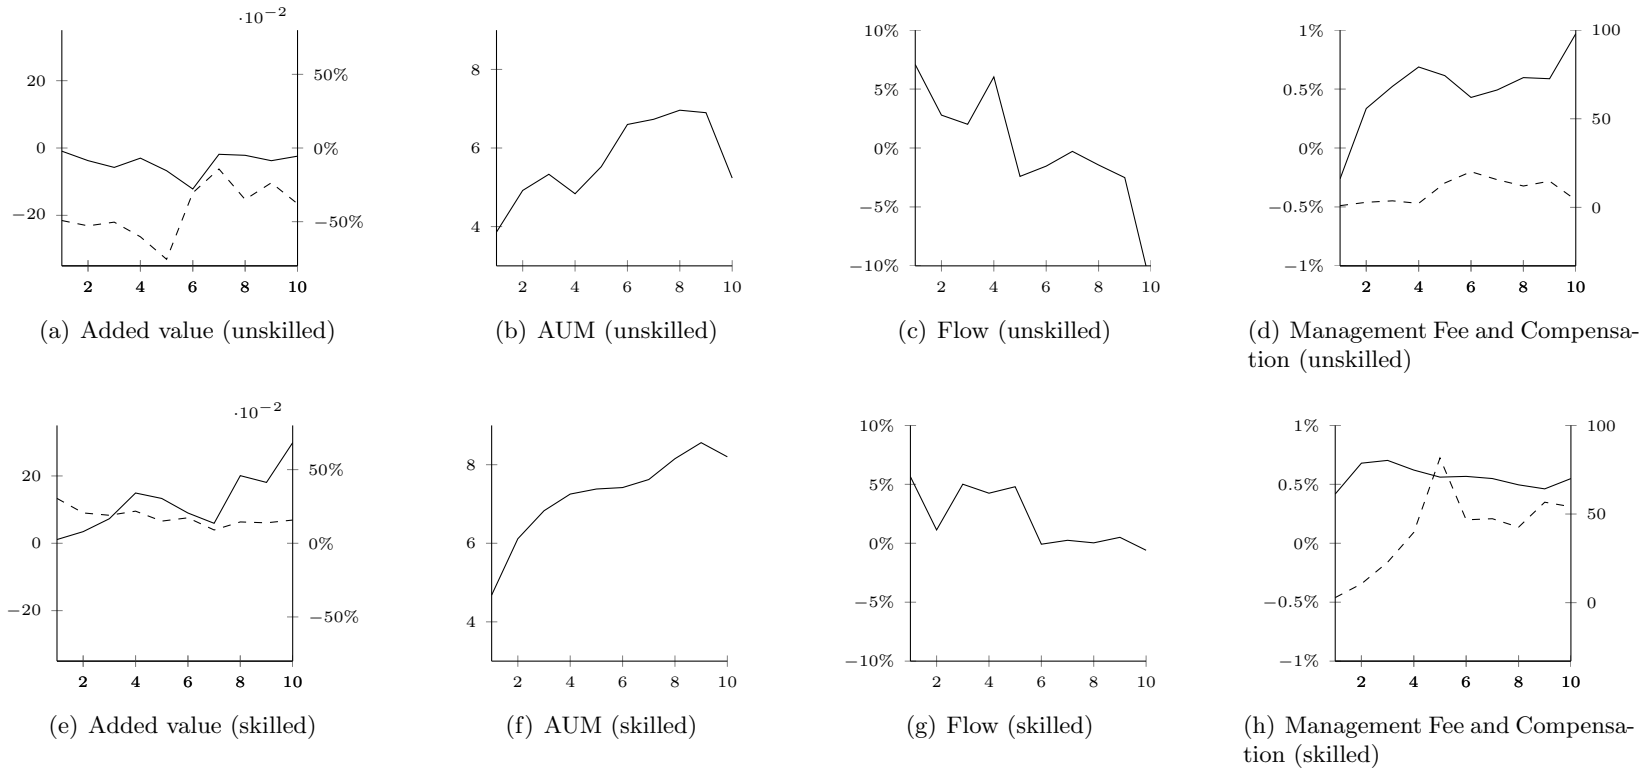 ·10⁻²
20
0
−20
50%
0%
−50%
2 4 6 8 10
(a) Added value (unskilled)
8
6
4
2 4 6 8 10
(b) AUM (unskilled)
10%
5%
0%
−5%
−10%
2 4 6 8 10
(c) Flow (unskilled)
1%
0.5%
0%
−0.5%
−1%
100
50
0
2 4 6 8 10
(d) Management Fee and Compensa-
tion (unskilled)
·10⁻²
20
0
−20
50%
0%
−50%
2 4 6 8 10
(e) Added value (skilled)
8
6
4
2 4 6 8 10
(f) AUM (skilled)
10%
5%
0%
−5%
−10%
2 4 6 8 10
(g) Flow (skilled)
1%
0.5%
0%
−0.5%
−1%
100
50
0
2 4 6 8 10
(h) Management Fee and Compensa-
tion (skilled)